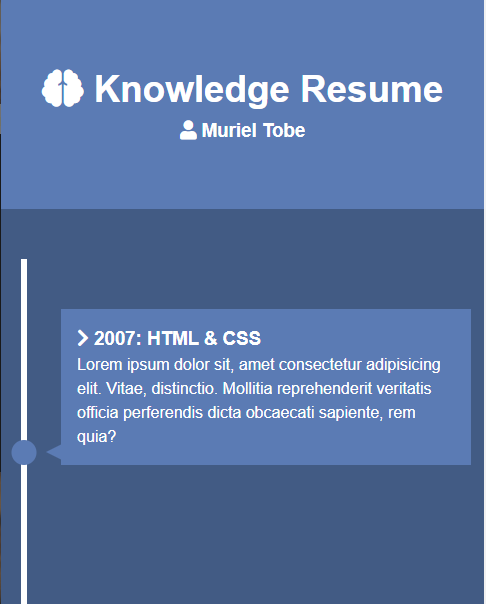 Knowledge Resume
Muriel Tobe
2007: HTML & CSS
Lorem ipsum dolor sit, amet consectetur adipisicing
elit. Vitae, distinctio. Mollitia reprehenderit veritatis
officia perferendis dicta obcaecati sapiente, rem
quia?